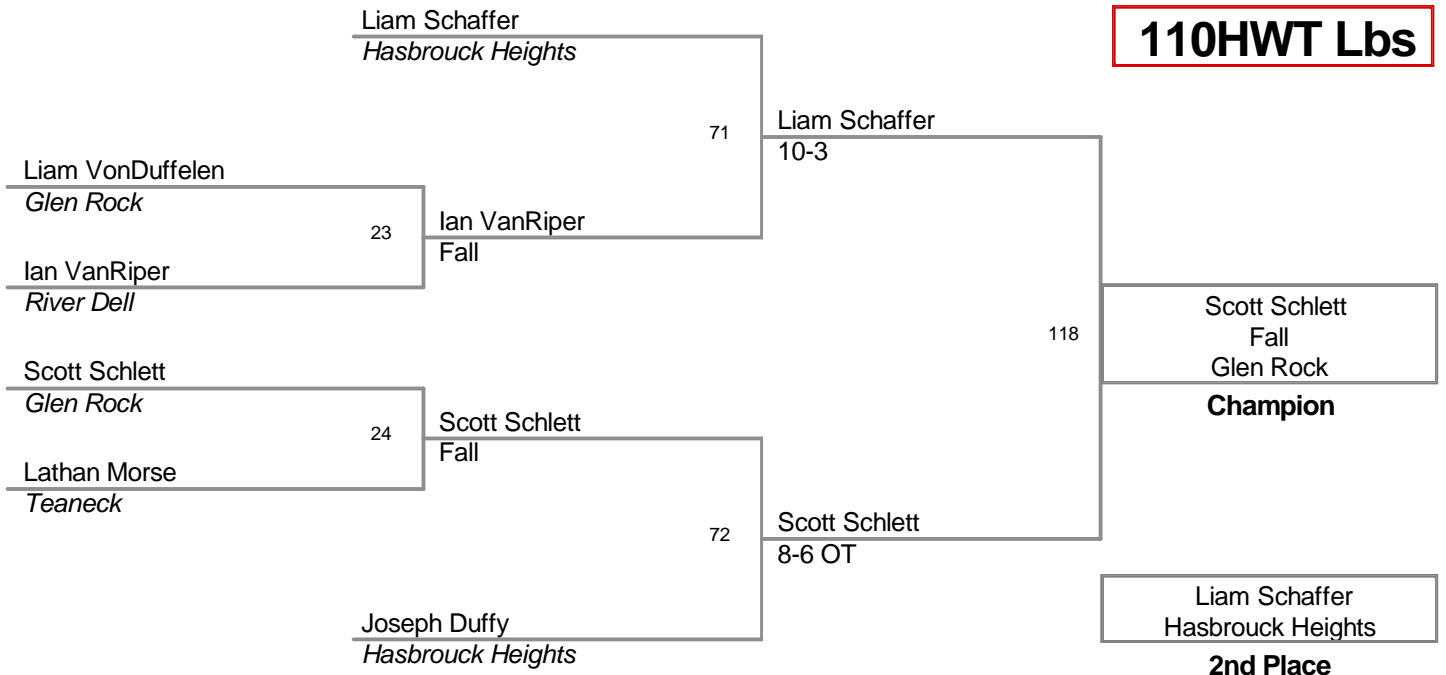 Liam Schaffer
Hasbrouck Heights
110HWT Lbs
71
Liam Schaffer
10-3
Liam VonDuffelen
Glen Rock
23
Ian VanRiper
Fall
Ian VanRiper
River Dell
118
Scott Schlett
Fall
Glen Rock
Champion
Scott Schlett
Glen Rock
24
Scott Schlett
Fall
Lathan Morse
Teaneck
72
Scott Schlett
8-6 OT
Joseph Duffy
Hasbrouck Heights
Liam Schaffer
Hasbrouck Heights
2nd Place